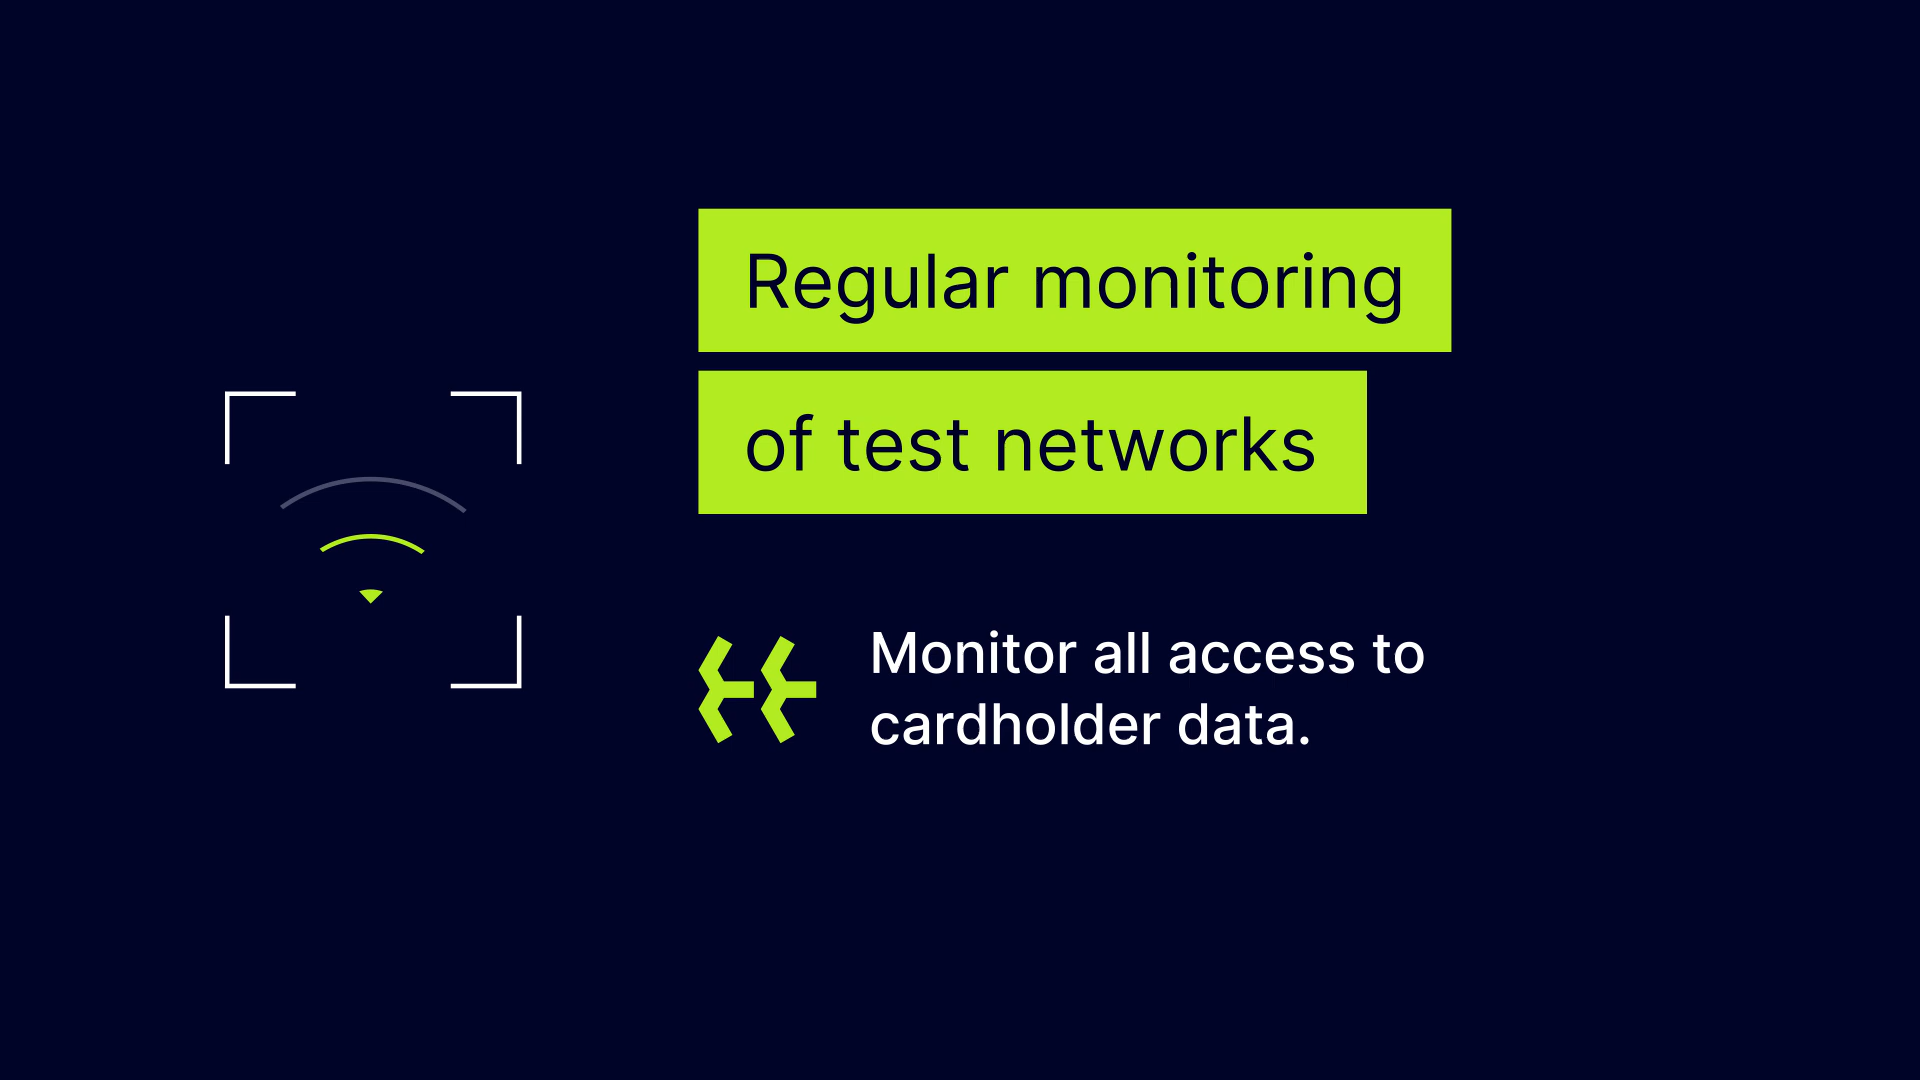 Regular monitoring
of test networks
Monitor all access to
cardholder data.